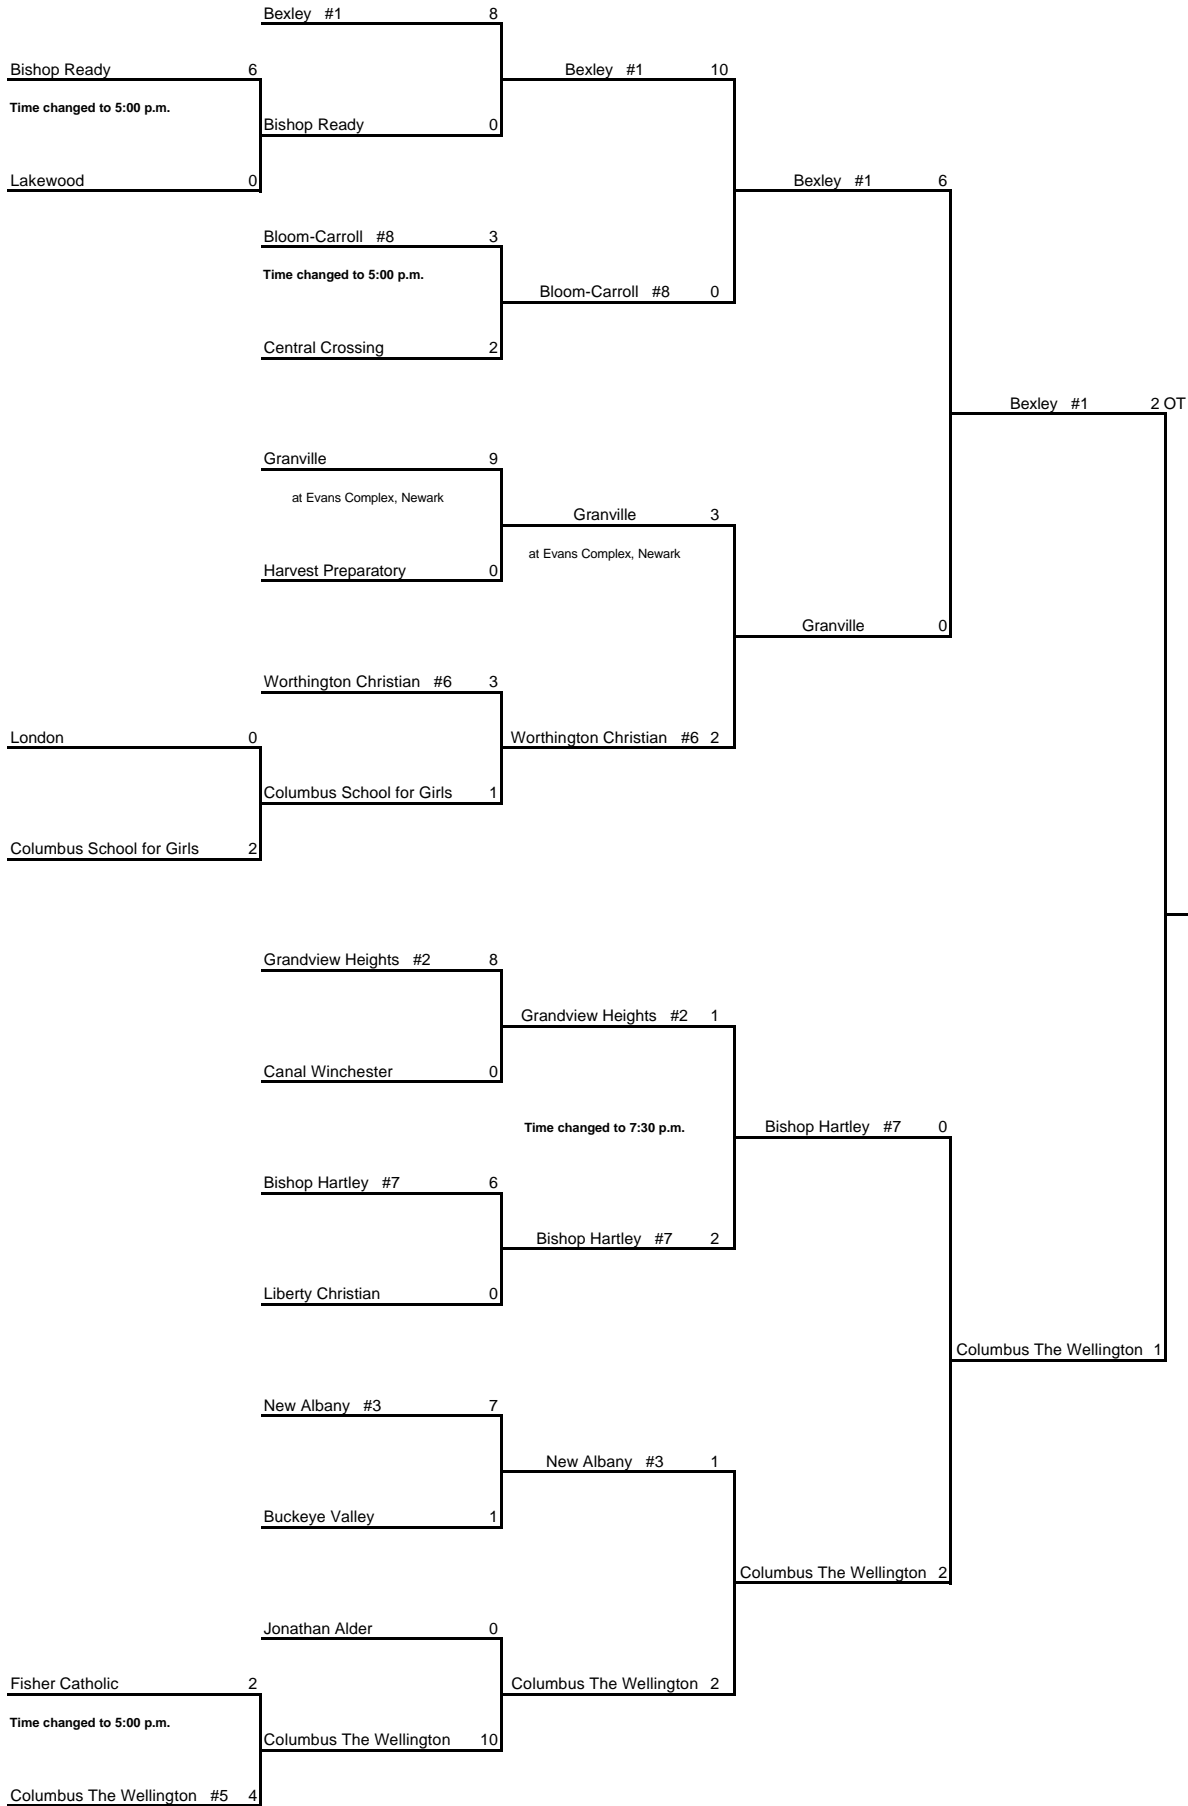 Bexley #1 8
Bishop Ready 6
Bexley #1 10
Time changed to 5:00 p.m.
Bishop Ready 0
Lakewood 0
Bexley #1 6
Bloom-Carroll #8 3
Time changed to 5:00 p.m.
Bloom-Carroll #8 0
Central Crossing 2
Bexley #1 2 OT
Granville 9
at Evans Complex, Newark
Granville 3
at Evans Complex, Newark
Harvest Preparatory 0
Granville 0
Worthington Christian #6 3
London 0
Worthington Christian #6 2
Columbus School for Girls 1
Columbus School for Girls 2
Grandview Heights #2 8
Grandview Heights #2 1
Canal Winchester 0
Time changed to 7:30 p.m.
Bishop Hartley #7 0
Bishop Hartley #7 6
Bishop Hartley #7 2
Liberty Christian 0
Columbus The Wellington 1
New Albany #3 7
New Albany #3 1
Buckeye Valley 1
Columbus The Wellington 2
Jonathan Alder 0
Fisher Catholic 2
Columbus The Wellington 2
Time changed to 5:00 p.m.
Columbus The Wellington 10
Columbus The Wellington #5 4